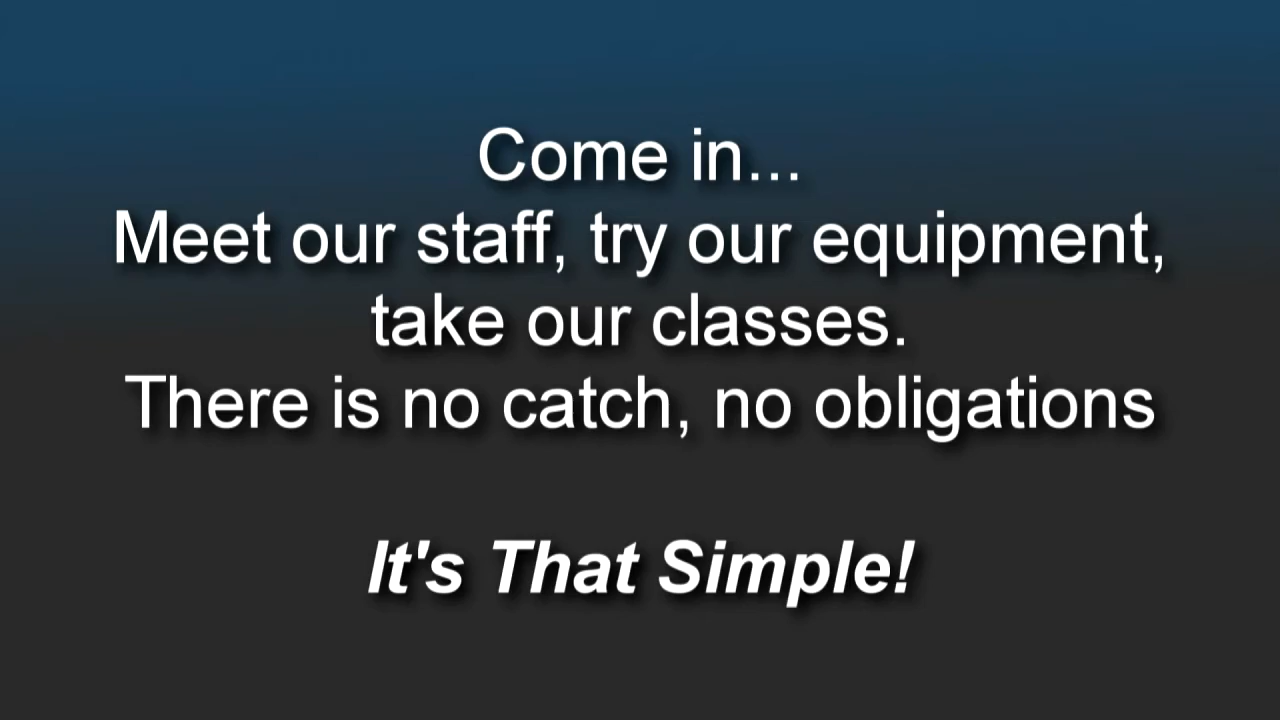 Come in...
Meet our staff, try our equipment,
take our classes.
There is no catch, no obligations
It's That Simple!